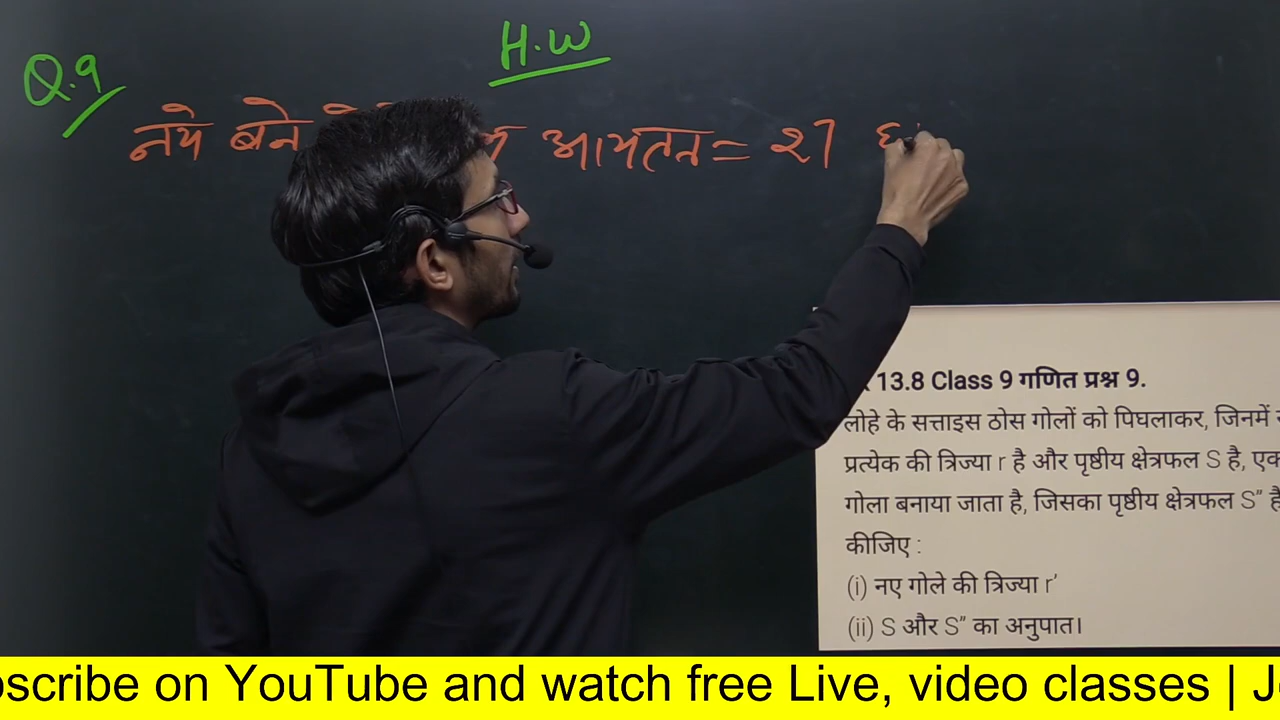 H.W
Q.9
नये बने आयतन = 27
13.8 Class 9 गणित प्रश्न 9.
लोहे के सत्ताइस ठोस गोलों को पिघलाकर, जिनमें
प्रत्येक की त्रिज्या r है और पृष्ठीय क्षेत्रफल S है, एक
गोला बनाया जाता है, जिसका पृष्ठीय क्षेत्रफल S” है
कीजिए :
(i) नए गोले की त्रिज्या r’
(ii) S और S” का अनुपात।
scribe on YouTube and watch free Live, video classes |